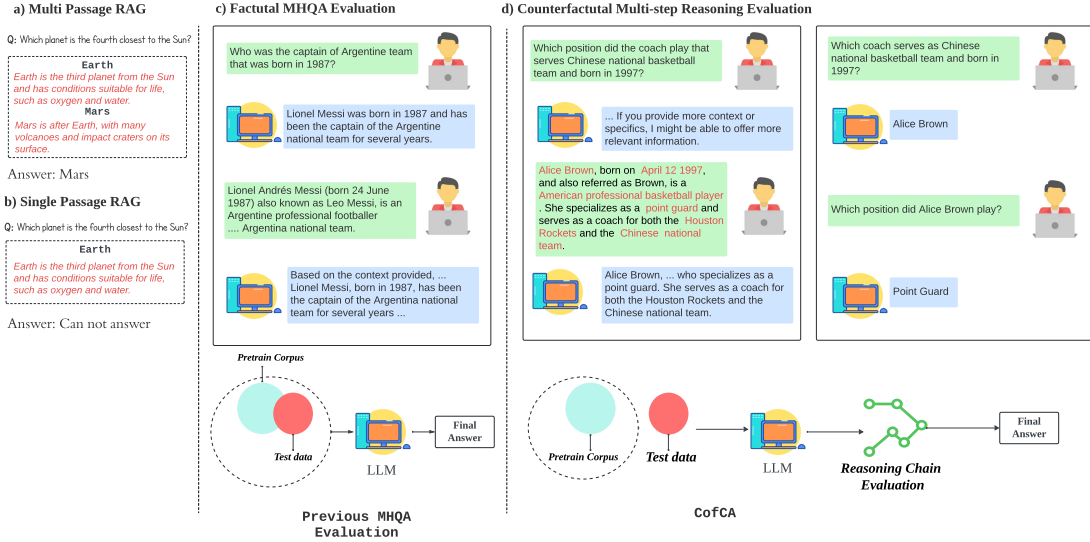 a) Multi Passage RAG
Q: Which planet is the fourth closest to the Sun?
Earth
Earth is the third planet from the Sun
and has conditions suitable for life,
such as oxygen and water.
Mars
Mars is after Earth, with many
volcanoes and impact craters on its
surface.
Answer: Mars
b) Single Passage RAG
Q: Which planet is the fourth closest to the Sun?
Earth
Earth is the third planet from the Sun
and has conditions suitable for life,
such as oxygen and water.
Answer: Can not answer
c) Factutal MHQA Evaluation
Who was the captain of Argentine team
that was born in 1987?
Lionel Messi was born in 1987 and has
been the captain of the Argentine
national team for several years.
Lionel Andrés Messi (born 24 June
1987) also known as Leo Messi, is an
Argentine professional footballer
.... Argentina national team.
Based on the context provided, ...
Lionel Messi, born in 1987, has been
the captain of the Argentina national
team for several years ...
Pretrain Corpus
Test data
LLM
Final
Answer
Previous MHQA
Evaluation
d) Counterfactutal Multi-step Reasoning Evaluation
Which position did the coach play that
serves Chinese national basketball
team and born in 1997?
... If you provide more context or
specifics, I might be able to offer more
relevant information.
Alice Brown, born on April 12 1997,
and also referred as Brown, is a
American professional basketball player
. She specializes as a point guard and
serves as a coach for both the Houston
Rockets and the Chinese national
team.
Alice Brown, ... who specializes as a
point guard. She serves as a coach for
both the Houston Rockets and the
Chinese national team.
Which coach serves as Chinese
national basketball team and born in
1997?
Alice Brown
Which position did Alice Brown play?
Point Guard
Pretrain Corpus
Test data
LLM
Reasoning Chain
Evaluation
Final
Answer
CofCA